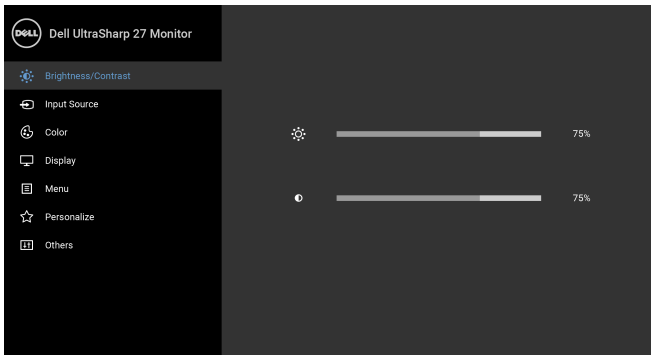 DELL
Dell UltraSharp 27 Monitor
Brightness/Contrast
Input Source
Color
Display
Menu
Personalize
Others
75%
75%